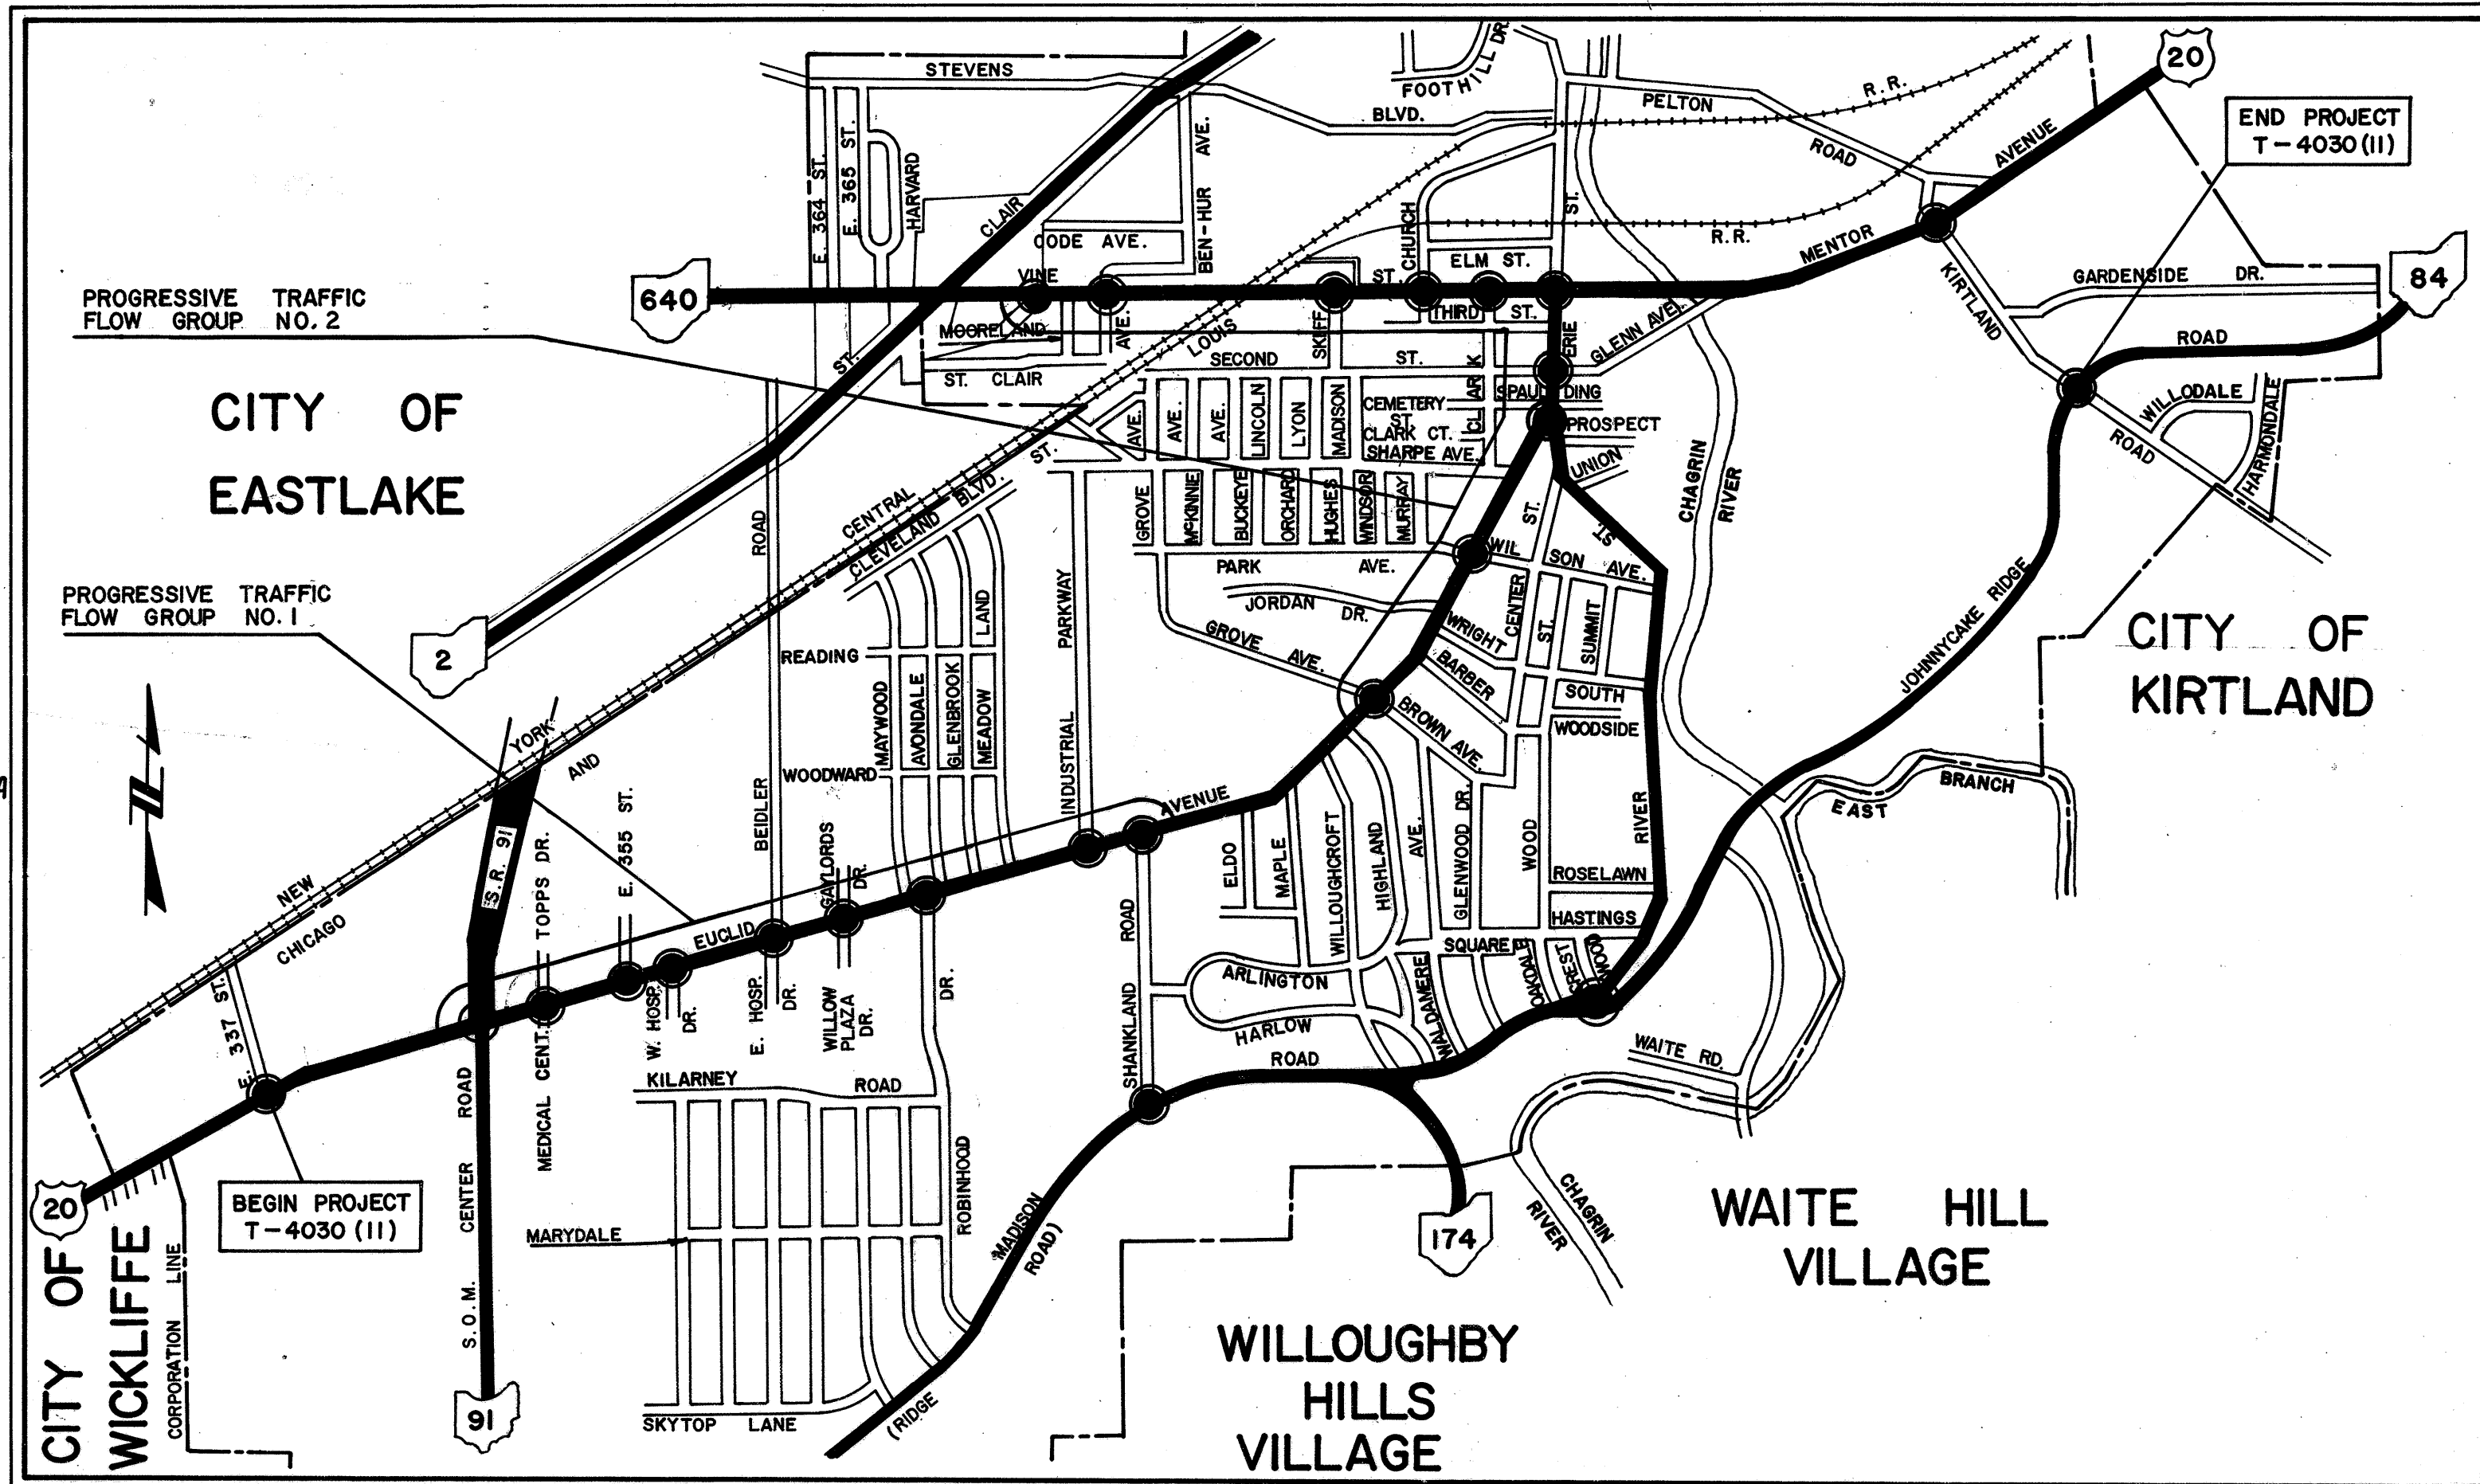 STEVENS
BLVD.
FOOTHILL DR.
PELTON
ROAD
R.R.
20
AVENUE
END PROJECT
T-4030(11)
E. 364 ST.
E. 365 ST.
HARVARD
CLAIR
ST.
BEN-HUR AVE.
CODE AVE.
VINE
ST.
CHURCH
ELM ST.
ST.
R.R.
MENTOR
KIRTLAND
ROAD
GARDENSIDE DR.
84
ROAD
640
PROGRESSIVE TRAFFIC
FLOW GROUP NO. 2
MOORELAND
AVE.
LOUIS
SKIFF
THIRD ST.
ERIE
GLENN AVE.
SECOND ST.
ST. CLAIR
CITY OF
EASTLAKE
AVE.
AVE.
AVE.
LINCOLN
LYON
MADISON
CEMETERY
ST.
CLARK CT.
SHARPE AVE.
CLARK
SPAULDING
PROSPECT
UNION
WILLODALE
HARMONDALE
CHAGRIN
RIVER
ROAD
CENTRAL
CLEVELAND BLVD.
ST.
GROVE
MCKINNIE
BUCKEYE
ORCHARD
HUGHES
WINDSOR
MURRAY
ST.
ST.
WILSON AVE.
PARK AVE.
JORDAN DR.
GROVE AVE.
WRIGHT
CENTER
ST.
SUMMIT
BARBER
SOUTH
WOODSIDE
BROWN AVE.
JOHNNYCAKE RIDGE
CITY OF
KIRTLAND
PROGRESSIVE TRAFFIC
FLOW GROUP NO. 1
2
YORK
AND
NEW
CHICAGO
READING
WOODWARD
MAYWOOD
AVONDALE
GLENBROOK
MEADOW
LAND
INDUSTRIAL PARKWAY
BEIDLER
S.R. 91
TOPPS DR.
E. 355 ST.
GAYLORDS
DR.
EUCLID
AVENUE
ELDO
MAPLE
WILLOUGHCROFT
HIGHLAND
AVE.
GLENWOOD DR.
WOOD
RIVER
ROSELAWN
HASTINGS
SQUARE
EAST BRANCH
E. 337 ST.
MEDICAL CENT.
W. HOSP.
DR.
E. HOSP.
DR.
WILLOW
PLAZA
DR.
DR.
SHANKLAND ROAD
ARLINGTON
HARLOW
WALDAMERE
OAKDALE
ROAD
WAITE RD.
KILARNEY ROAD
ROBINHOOD
MARYDALE
SKYTOP LANE
MADISON
(RIDGE ROAD)
S.O.M. CENTER ROAD
91
20
BEGIN PROJECT
T-4030 (11)
CITY OF
WICKLIFFE
CORPORATION LINE
174
CHAGRIN
RIVER
WAITE HILL
VILLAGE
WILLOUGHBY
HILLS
VILLAGE